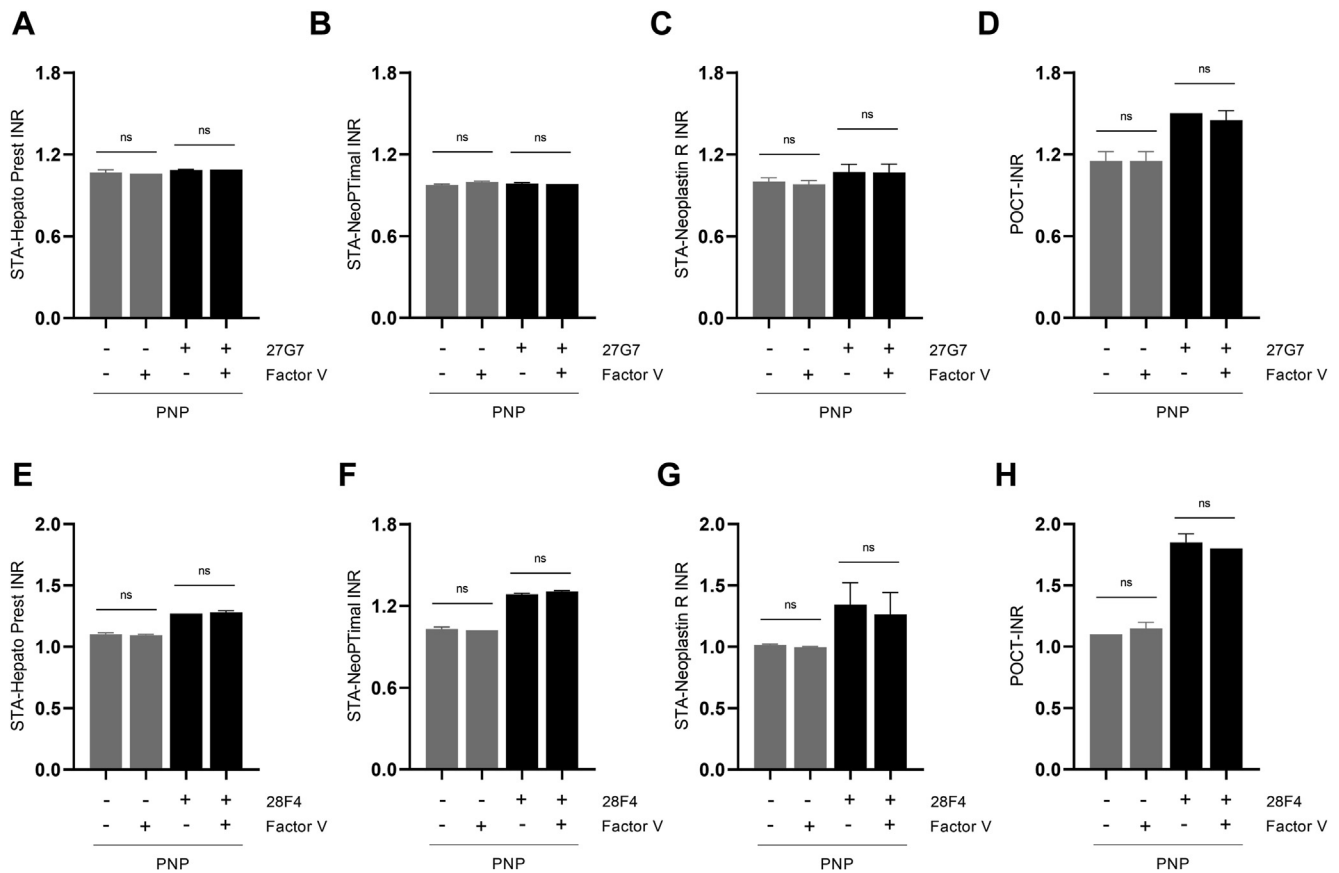 A
STA-Hepato Prest INR
1.8
1.2
0.6
0.0
ns
ns
- - + + 27G7
- + - + Factor V
PNP
B
STA-NeoPTimal INR
1.8
1.2
0.6
0.0
ns
ns
- - + + 27G7
- + - + Factor V
PNP
C
STA-Neoplastin R INR
1.8
1.2
0.6
0.0
ns
ns
- - + + 27G7
- + - + Factor V
PNP
D
POCT-INR
1.8
1.2
0.6
0.0
ns
ns
- - + + 27G7
- + - + Factor V
PNP
E
STA-Hepato Prest INR
2.0
1.5
1.0
0.5
0.0
ns
ns
- - + + 28F4
- + - + Factor V
PNP
F
STA-NeoPTimal INR
1.8
1.2
0.6
0.0
ns
ns
- - + + 28F4
- + - + Factor V
PNP
G
STA-Neoplastin R INR
2.0
1.5
1.0
0.5
0.0
ns
ns
- - + + 28F4
- + - + Factor V
PNP
H
POCT-INR
2.0
1.5
1.0
0.5
0.0
ns
ns
- - + + 28F4
- + - + Factor V
PNP